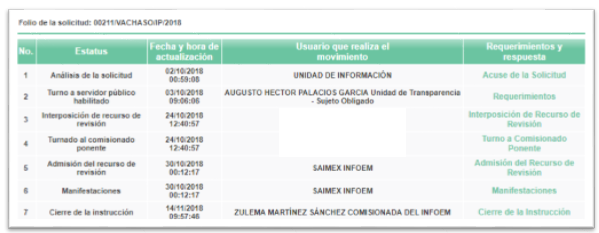 Folio de la solicitud: 00211/VACHASO/IP/2018
No. Estatus Fecha y hora de actualización Usuario que realiza el movimiento Requerimientos y respuesta
1 Análisis de la solicitud 02/10/2018 00:59:08 UNIDAD DE INFORMACIÓN Acuse de la Solicitud
2 Turno a servidor público habilitado 03/10/2018 09:06:06 AUGUSTO HECTOR PALACIOS GARCIA Unidad de Transparencia - Sujeto Obligado Requerimientos
3 Interposición de Recurso de revisión 24/10/2018 12:40:57 Interposición de Recurso de Revisión
4 Turnado al comisionado ponente 24/10/2018 12:40:57 Turno a Comisionado Ponente
5 Admisión del recurso de revisión 30/10/2018 00:12:17 SAIMEX INFOEM Admisión del Recurso de Revisión
6 Manifestaciones 30/10/2018 00:12:17 SAIMEX INFOEM Manifestaciones
7 Cierre de la instrucción 14/11/2018 09:57:46 ZULEMA MARTÍNEZ SÁNCHEZ COMISIONADA DEL INFOEM Cierre de la Instrucción